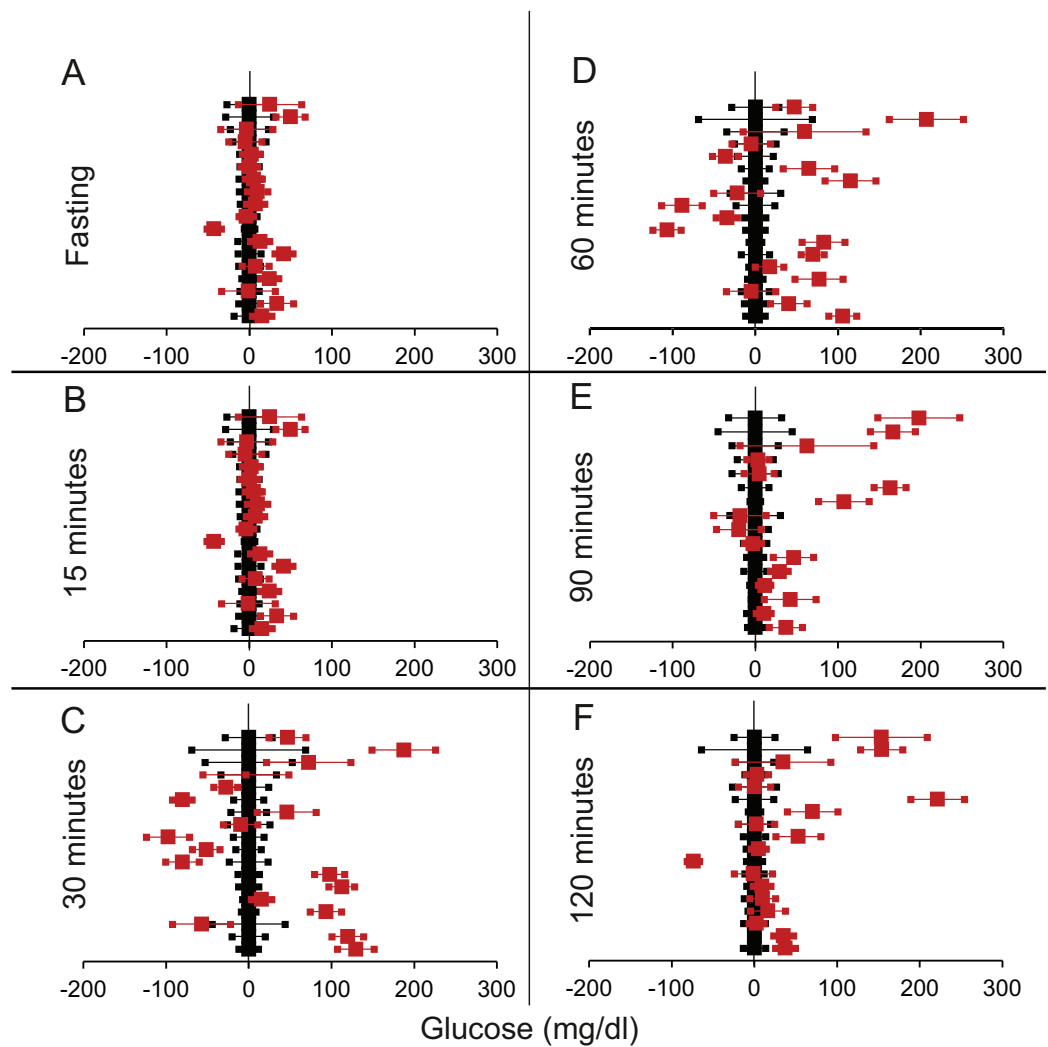 A
Fasting
-200 -100 0 100 200 300
B
15 minutes
-200 -100 0 100 200 300
C
30 minutes
-200 -100 0 100 200 300
D
60 minutes
-200 -100 0 100 200 300
E
90 minutes
-200 -100 0 100 200 300
F
120 minutes
-200 -100 0 100 200 300
Glucose (mg/dl)